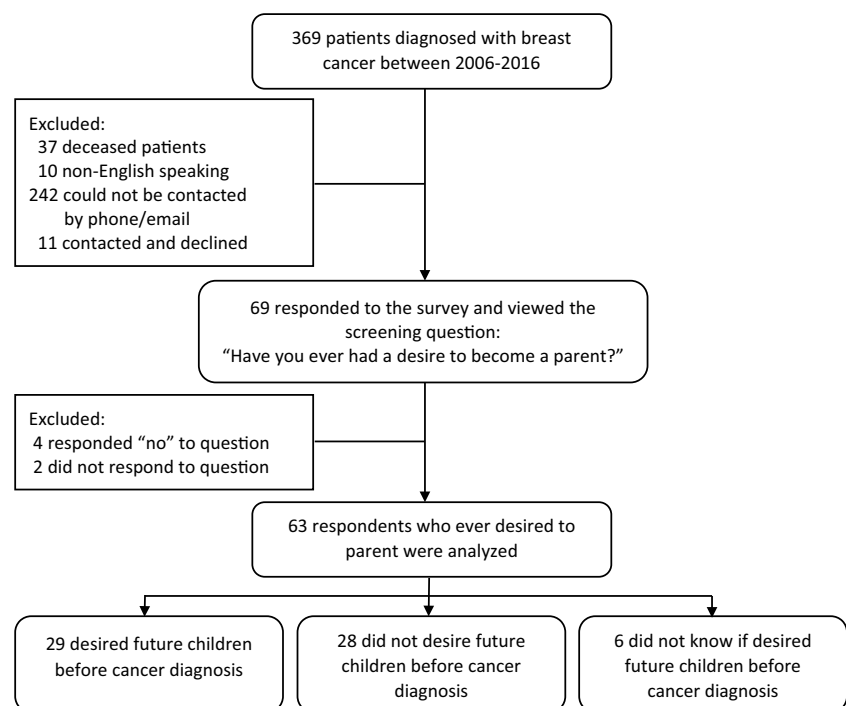 369 patients diagnosed with breast
cancer between 2006-2016
Excluded:
37 deceased patients
10 non-English speaking
242 could not be contacted
by phone/email
11 contacted and declined
69 responded to the survey and viewed the
screening question:
“Have you ever had a desire to become a parent?”
Excluded:
4 responded “no” to question
2 did not respond to question
63 respondents who ever desired to
parent were analyzed
29 desired future children
before cancer diagnosis
28 did not desire future
children before cancer
diagnosis
6 did not know if desired
future children before
cancer diagnosis